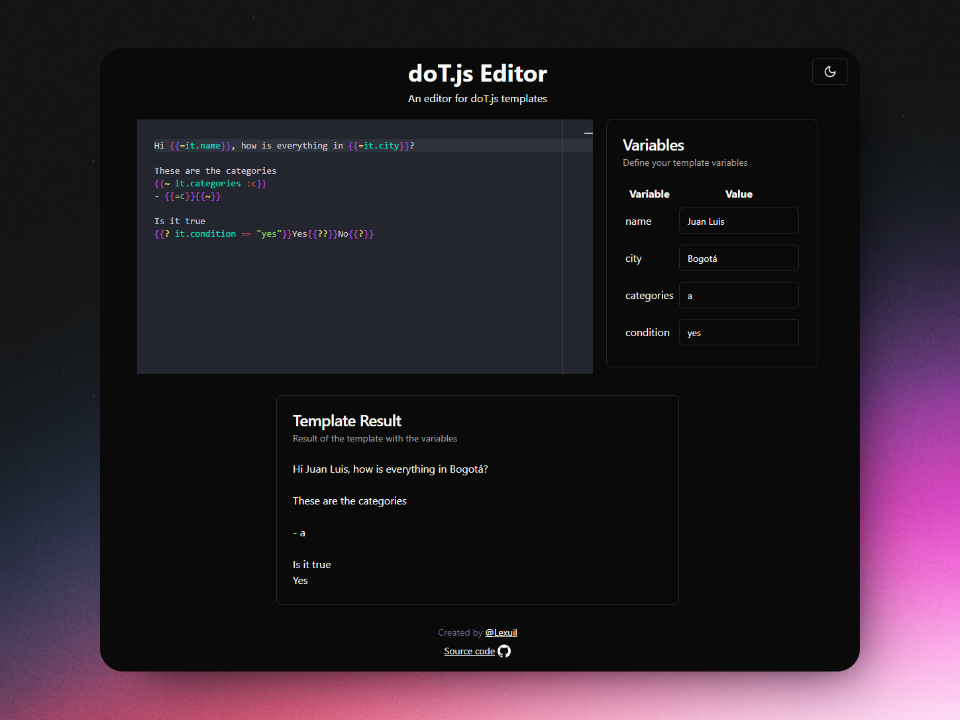 doT.js Editor
An editor for doT.js templates
Hi {{=it.name}}, how is everything in {{=it.city}}?
These are the categories
{{~ it.categories :c}}
- {{=c}}{{~}}
Is it true
{{? it.condition == "yes"}}Yes{{??}}No{{?}}
Variables
Define your template variables
Variable Value
name Juan Luis
city Bogotá
categories a
condition yes
Template Result
Result of the template with the variables
Hi Juan Luis, how is everything in Bogotá?
These are the categories
- a
Is it true
Yes
Created by @Lexuil
Source code